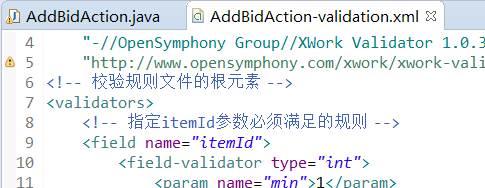 AddBidAction.java AddBidAction-validation.xml
4 "-//OpenSymphony Group//XWork Validator 1.0.3
5 "http://www.opensymphony.com/xwork/xwork-vali
6 <!-- 校验规则文件的根元素 -->
7 <validators>
8 <!-- 指定itemId参数必须满足的规则 -->
9 <field name="itemId">
10 <field-validator type="int">
11 <param name="min">1</param>